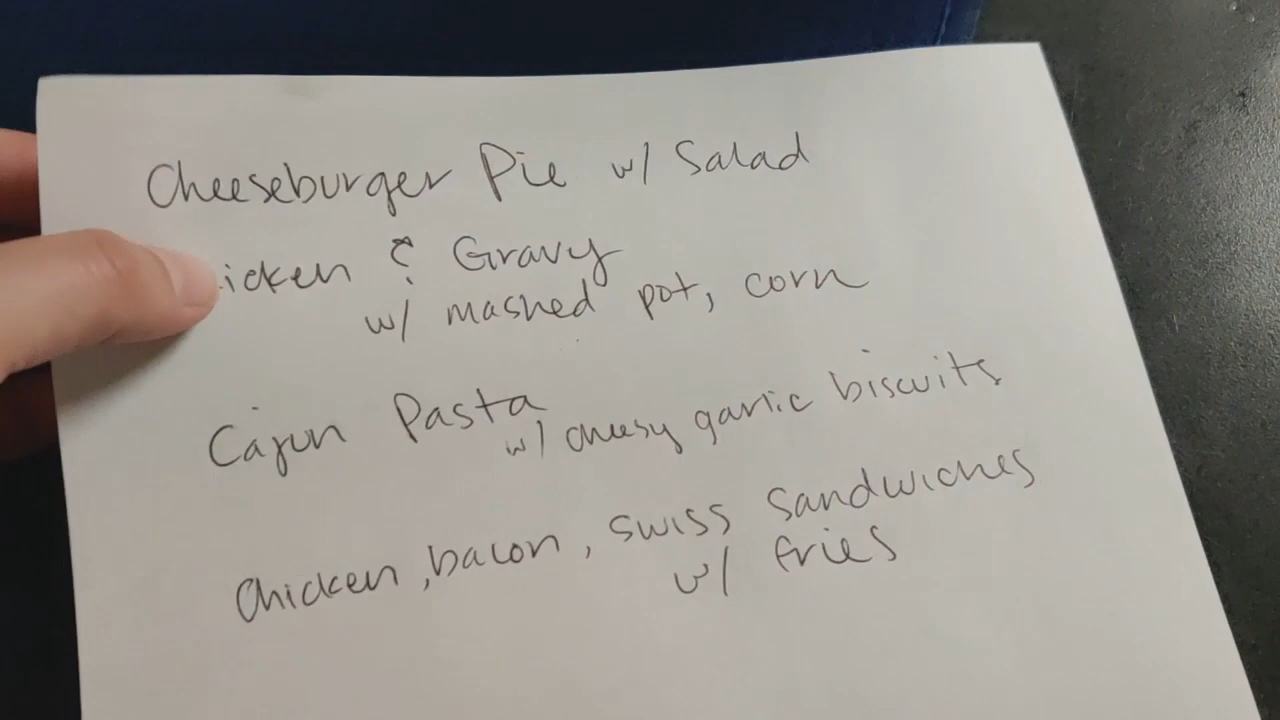 Cheeseburger Pie w/ Salad
icken & Gravy
w/ mashed pot, corn
Cajun Pasta
w/ cheesy garlic biscuits
Chicken, bacon, swiss sandwiches
w/ fries